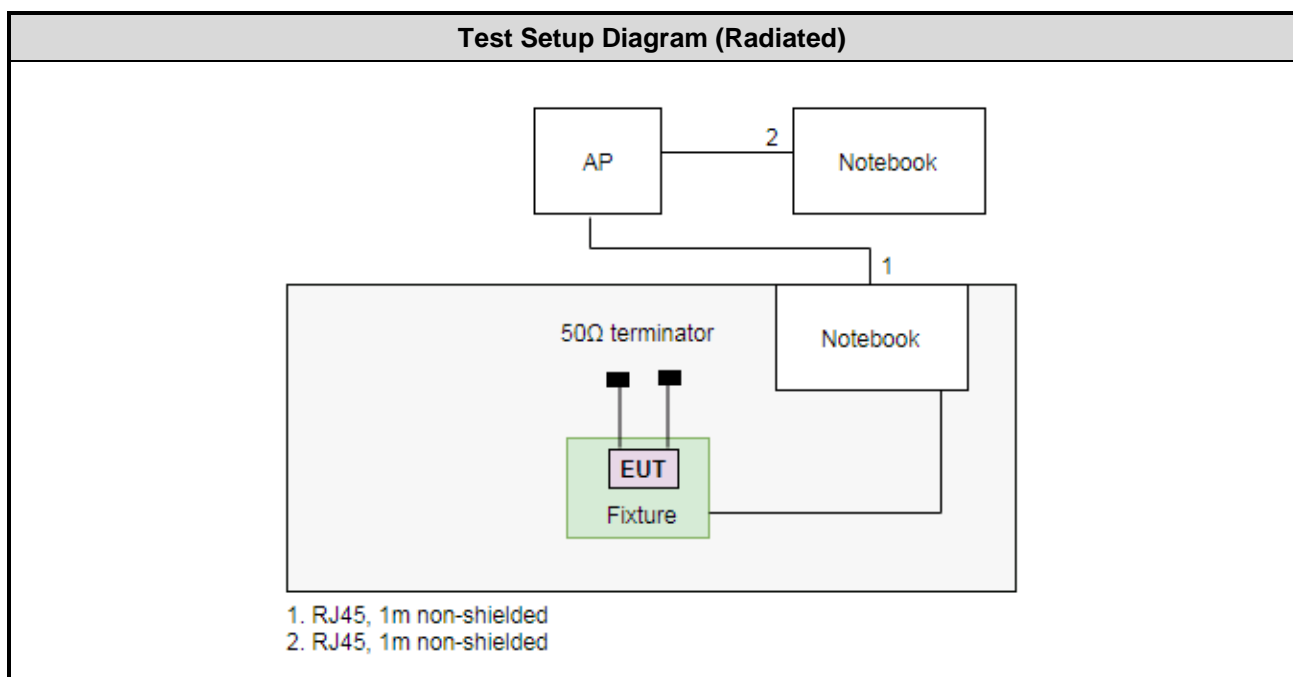 Test Setup Diagram (Radiated)
AP
2
Notebook
1
50Ω terminator
Notebook
EUT
Fixture
1. RJ45, 1m non-shielded
2. RJ45, 1m non-shielded